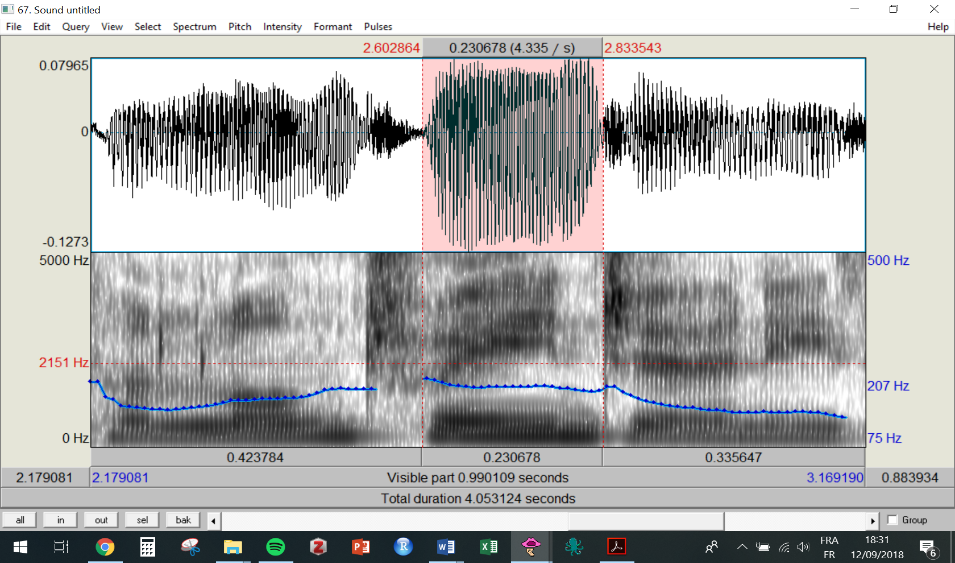 67. Sound untitled
File Edit Query View Select Spectrum Pitch Intensity Formant Pulses Help
2.602864 0.230678 (4.335 / s) 2.833543
0.07965
0
-0.1273
5000 Hz 500 Hz
2151 Hz
207 Hz
0 Hz 75 Hz
0.423784 0.230678 0.335647
2.179081 2.179081 Visible part 0.990109 seconds 3.169190 0.883934
Total duration 4.053124 seconds
all in out sel bak Group
FRA 18:31
FR 12/09/2018 6